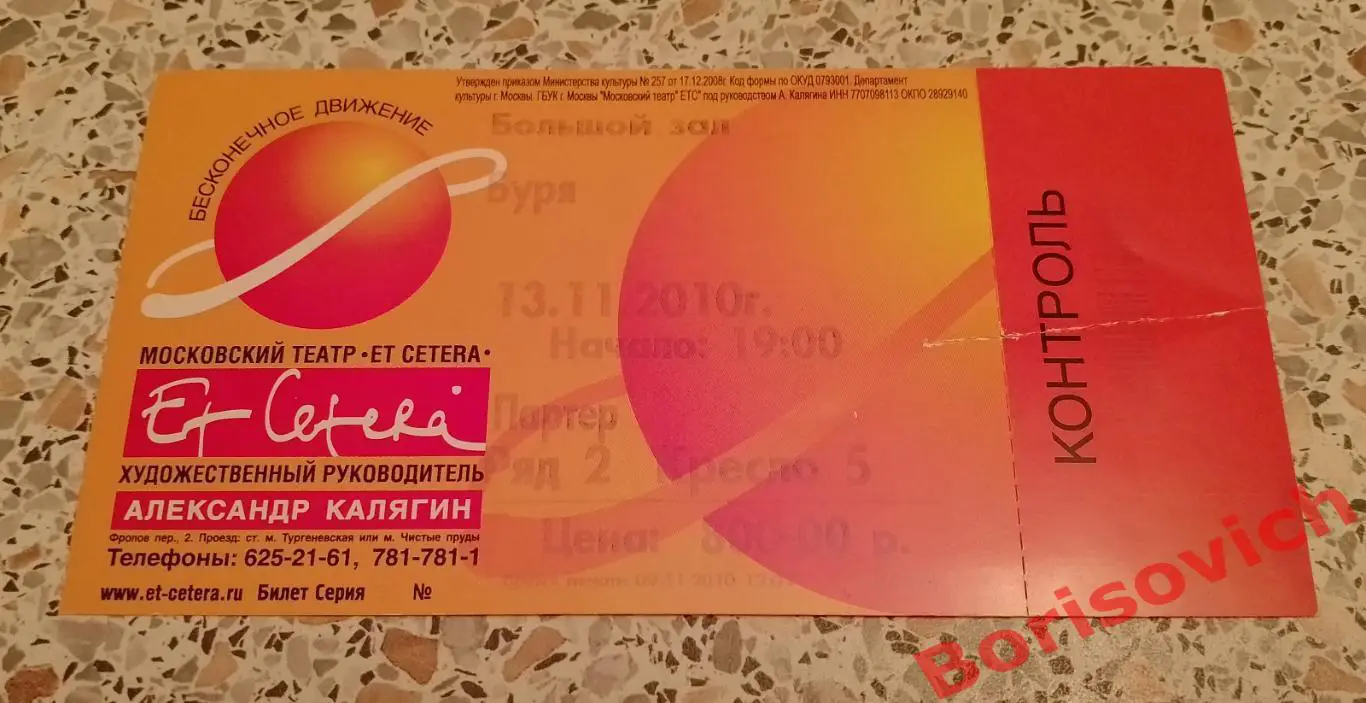 Утвержден приказом Министерства культуры № 257 от 17.12.2008г. Код формы по ОКУД 0793001. Департамент
культуры г. Москвы. ГБУК г. Москвы "Московский театр" ЕТС" под руководством А. Калягина ИНН 7707098113 ОКПО 28929140
БЕСКОНЕЧНОЕ ДВИЖЕНИЕ
Большой зал
Буря
13.11.2010г.
Начало: 19:00
Партер
Ряд 2 Кресло 5
Цена: 800-00 р.
МОСКОВСКИЙ ТЕАТР •ET CETERA•
Et Cetera
ХУДОЖЕСТВЕННЫЙ РУКОВОДИТЕЛЬ
АЛЕКСАНДР КАЛЯГИН
Фролов пер., 2. Проезд: ст. м. Тургеневская или м. Чистые пруды
Телефоны: 625-21-61, 781-781-1
www.et-cetera.ru Билет Серия №
КОНТРОЛЬ
Borisovich